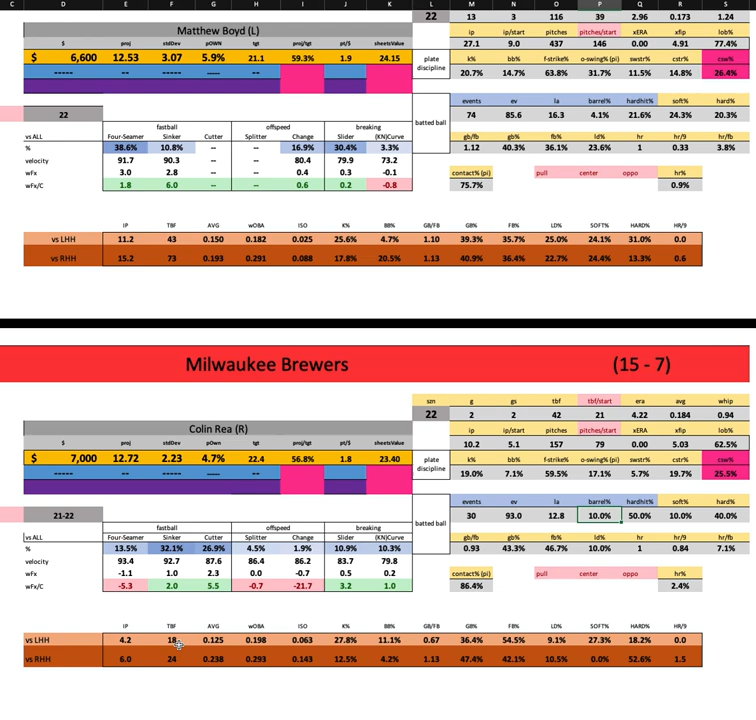 C D E F G H I J K L M N O P Q R S
22 13 3 116 39 2.96 0.173 1.24
Matthew Boyd (L) ip ip/start pitches pitches/start xERA xfip lob%
27.1 9.0 437 146 0.00 4.91 77.4%
$ proj stdDev pOWN tgt proj/tgt pt/$ sheetsValue
$ 6,600 12.53 3.07 5.9% 21.1 59.3% 1.9 24.15 plate discipline k% bb% f-strike% o-swing% (pi) swstr% cstr% csw%
----- -- ----- — -- 20.7% 14.7% 63.8% 31.7% 11.5% 14.8% 26.4%
events ev la barrel% hardhit% soft% hard%
22 batted ball 74 85.6 16.3 4.1% 21.6% 24.3% 20.3%
fastball offspeed breaking
vs ALL Four-Seamer Sinker Cutter Splitter Change Slider (KN)Curve gb/fb gb% fb% ld% hr hr/9 hr/fb
% 38.6% 10.8% -- -- 16.9% 30.4% 3.3% 1.12 40.3% 36.1% 23.6% 1 0.33 3.8%
velocity 91.7 90.3 -- -- 80.4 79.9 73.2
wFx 3.0 2.8 -- -- 0.4 0.3 -0.1 contact% (pi) pull center oppo hr%
wFx/C 1.8 6.0 -- -- 0.6 0.2 -0.8 75.7% 0.9%
IP TBF AVG wOBA ISO K% BB% GB/FB GB% FB% LD% SOFT% HARD% HR/9
vs LHH 11.2 43 0.150 0.182 0.025 25.6% 4.7% 1.10 39.3% 35.7% 25.0% 24.1% 31.0% 0.0
vs RHH 15.2 73 0.193 0.291 0.088 17.8% 20.5% 1.13 40.9% 36.4% 22.7% 24.4% 13.3% 0.6
Milwaukee Brewers (15 - 7)
szn g gs tbf tbf/start era avg whip
22 2 2 42 21 4.22 0.184 0.94
Colin Rea (R) ip ip/start pitches pitches/start xERA xfip lob%
10.2 5.1 157 79 0.00 5.03 62.5%
$ proj stdDev pOwn tgt proj/tgt pt/$ sheetsValue
$ 7,000 12.72 2.23 4.7% 22.4 56.8% 1.8 23.40 plate discipline k% bb% f-strike% o-swing% (pi) swstr% cstr% csw%
----- -- ----- — -- 19.0% 7.1% 59.5% 17.1% 5.7% 19.7% 25.5%
events ev la barrel% hardhit% soft% hard%
21-22 batted ball 30 93.0 12.8 10.0% 50.0% 10.0% 40.0%
fastball offspeed breaking
vs ALL Four-Seamer Sinker Cutter Splitter Change Slider (KN)Curve gb/fb gb% fb% ld% hr hr/9 hr/fb
% 13.5% 32.1% 26.9% 4.5% 1.9% 10.9% 10.3% 0.93 43.3% 46.7% 10.0% 1 0.84 7.1%
velocity 93.4 92.7 87.6 86.4 86.2 83.7 79.8
wFx -1.1 1.0 2.3 0.0 -0.7 0.5 0.2 contact% (pi) pull center oppo hr%
wFx/C -5.3 2.0 5.5 -0.7 -21.7 3.2 1.0 86.4% 2.4%
IP TBF AVG wOBA ISO K% BB% GB/FB GB% FB% LD% SOFT% HARD% HR/9
vs LHH 4.2 18 0.125 0.198 0.063 27.8% 11.1% 0.67 36.4% 54.5% 9.1% 27.3% 18.2% 0.0
vs RHH 6.0 24 0.238 0.293 0.143 12.5% 4.2% 1.13 47.4% 42.1% 10.5% 0.0% 52.6% 1.5